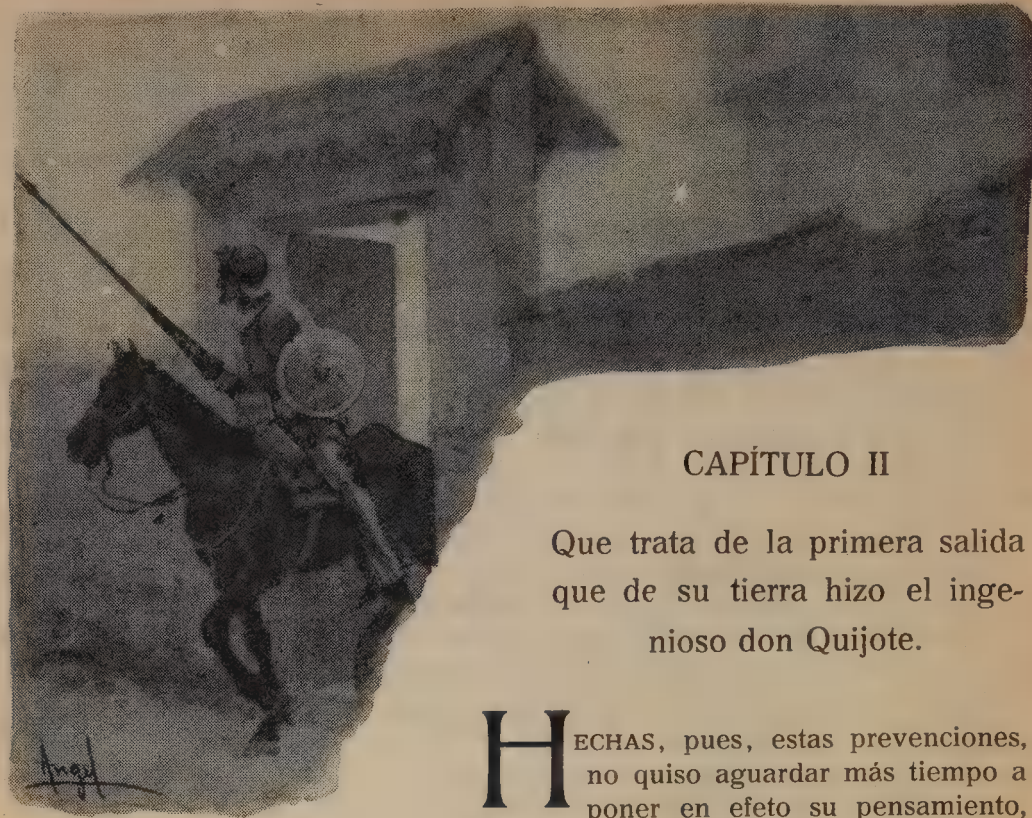 CAPÍTULO II
Que trata de la primera salida
que de su tierra hizo el inge-
nioso don Quijote.
HECHAS, pues, estas prevenciones,
no quiso aguardar más tiempo a
poner en efeto su pensamiento,
Angel